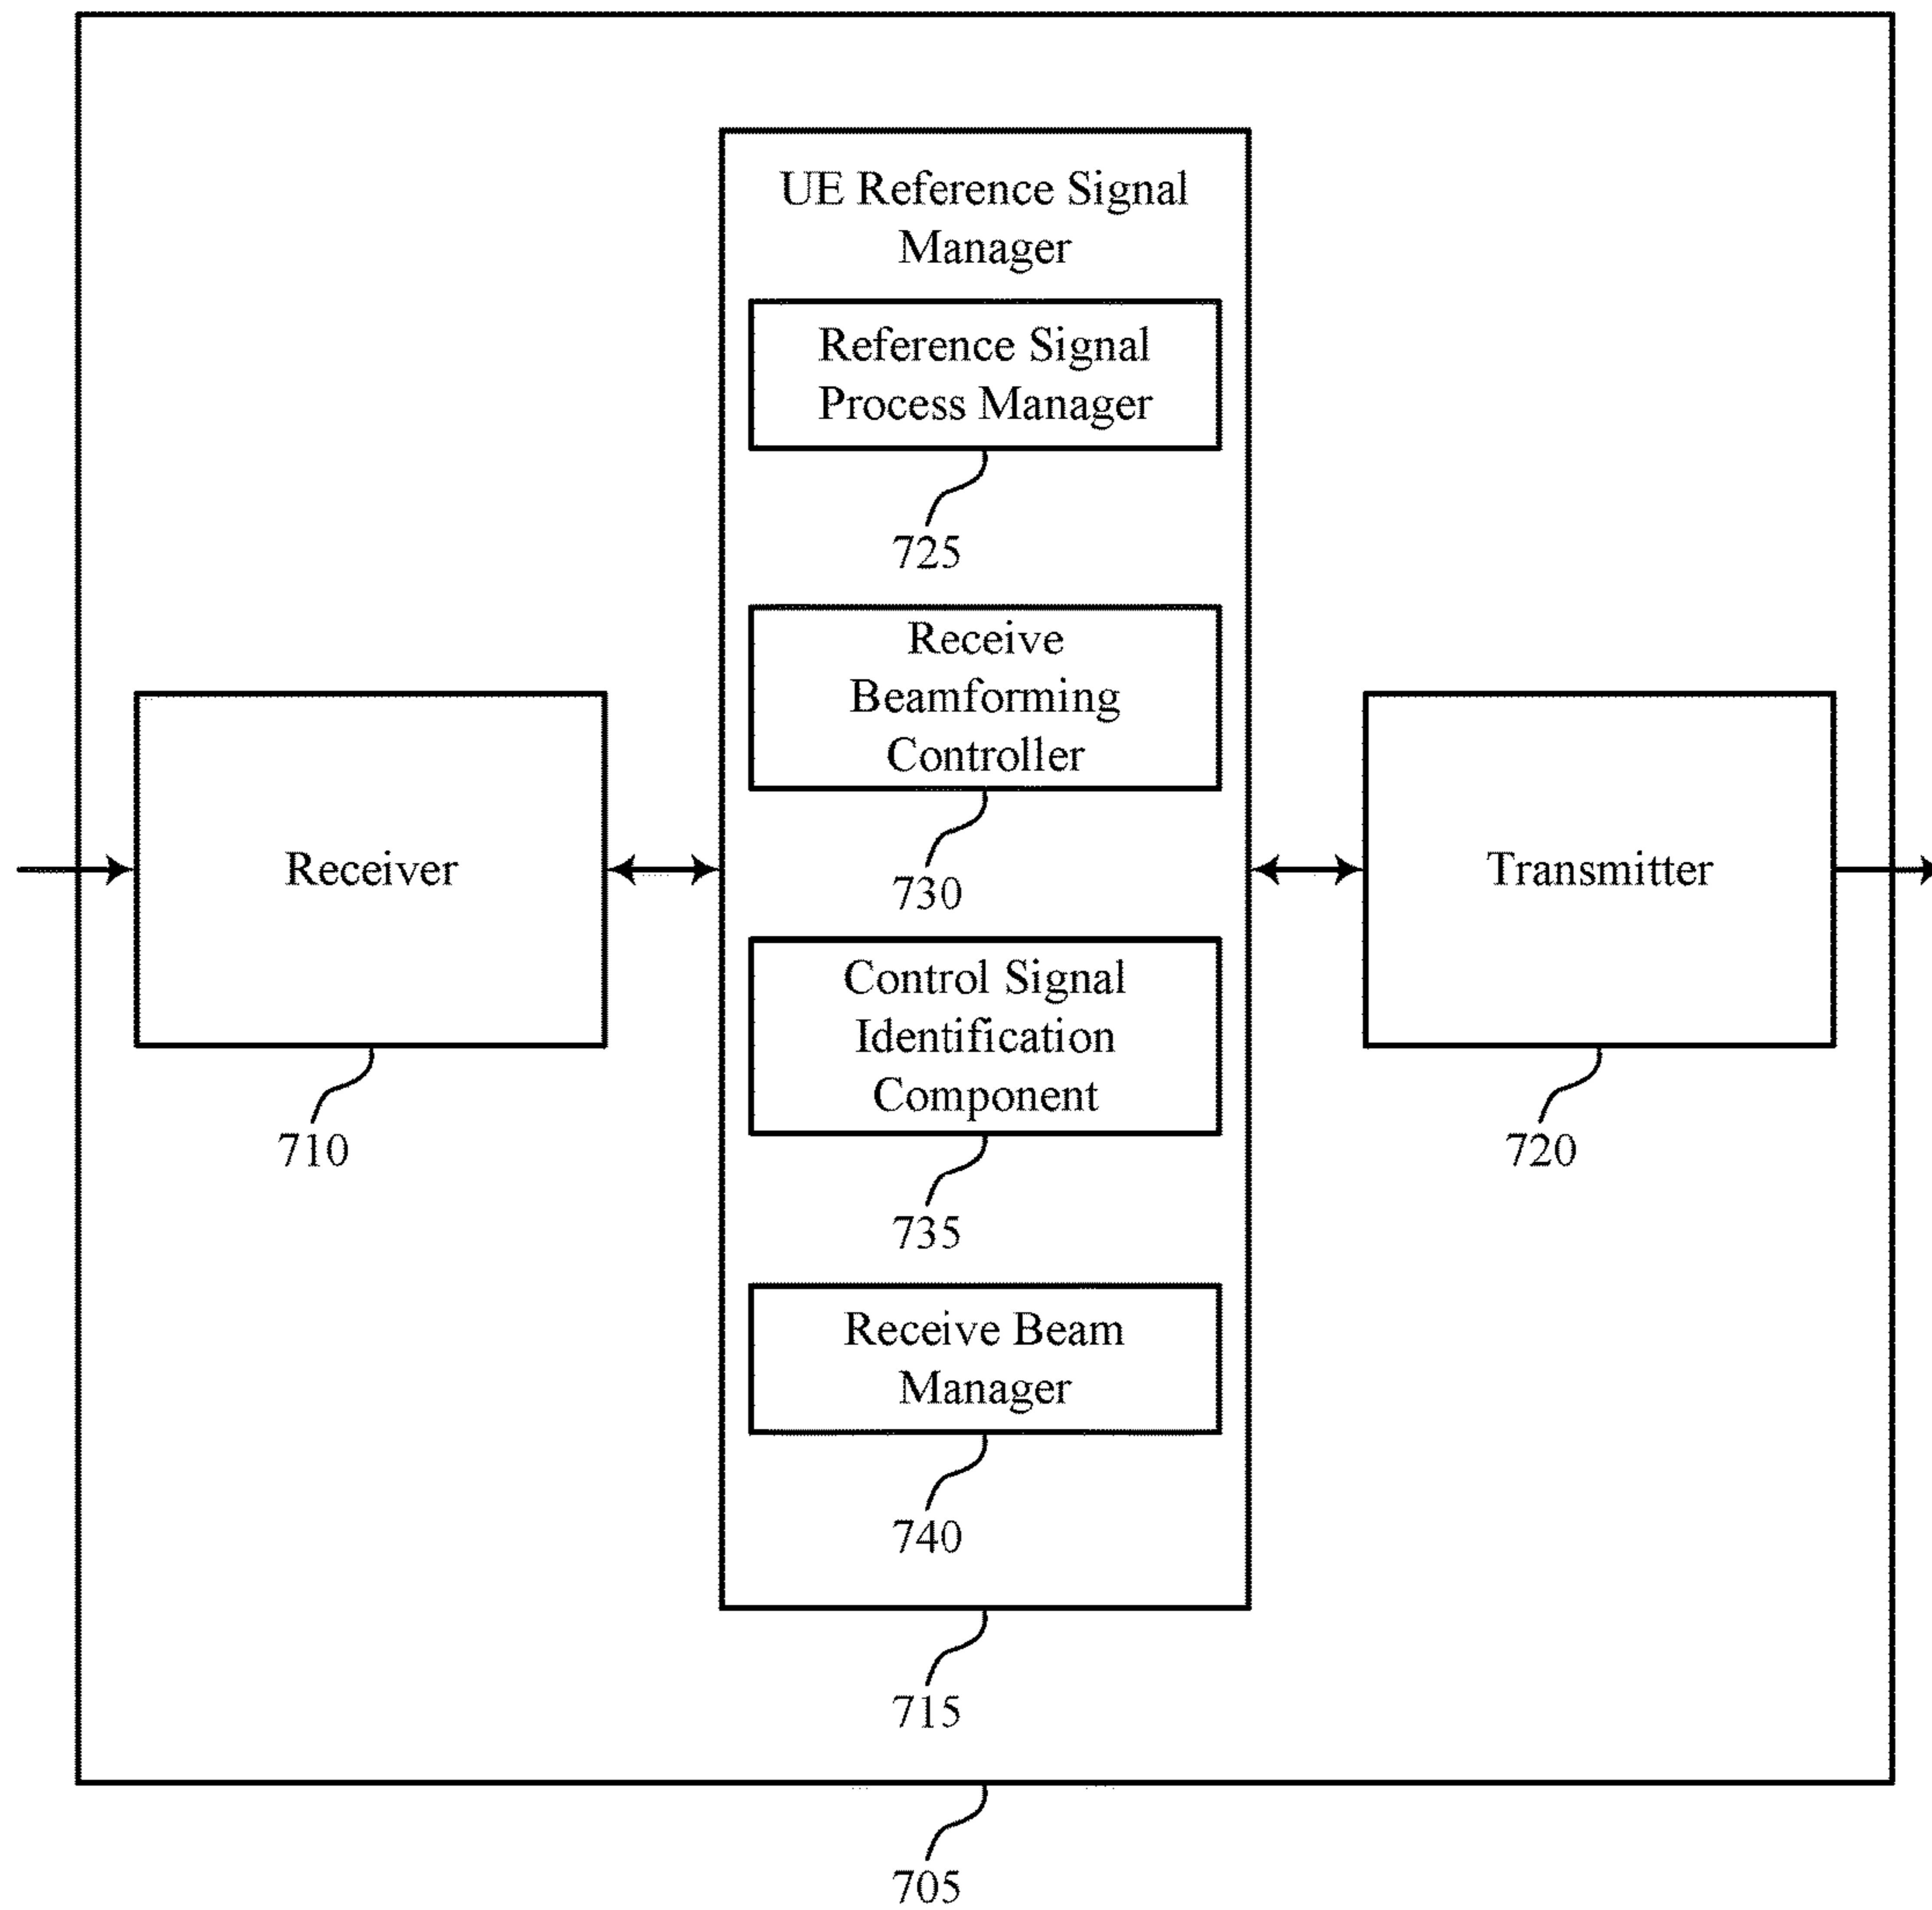 UE Reference Signal
Manager
Reference Signal
Process Manager
725
Receive
Beamforming
Controller
730
Receiver
710
Control Signal
Identification
Component
735
Transmitter
720
Receive Beam
Manager
740
715
705